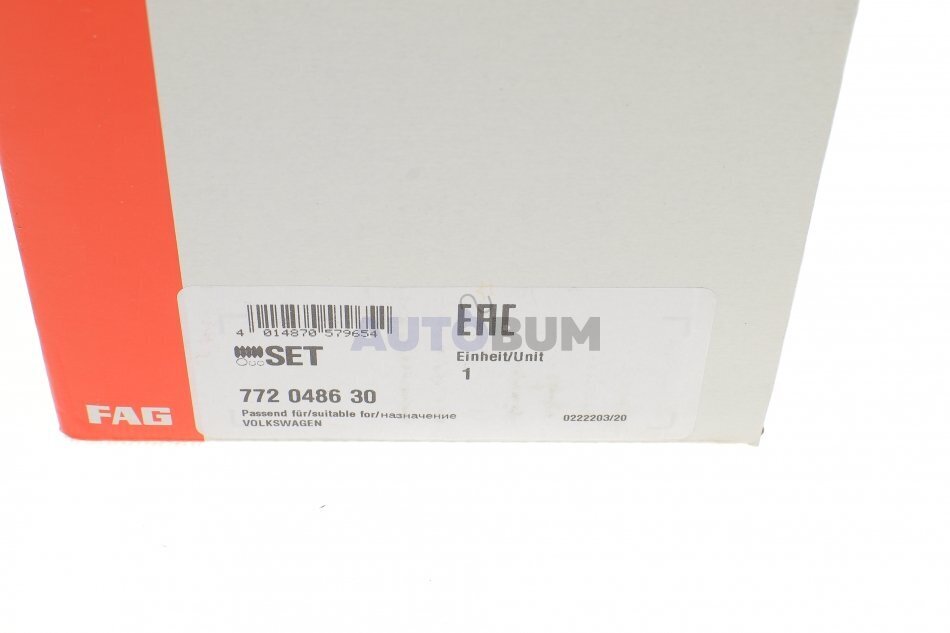 4 014870 579654
EAC
AUTOBUM
SET
Einheit/Unit
1
772 0486 30
Passend für/suitable for/назначение
VOLKSWAGEN
0222203/20
FAG